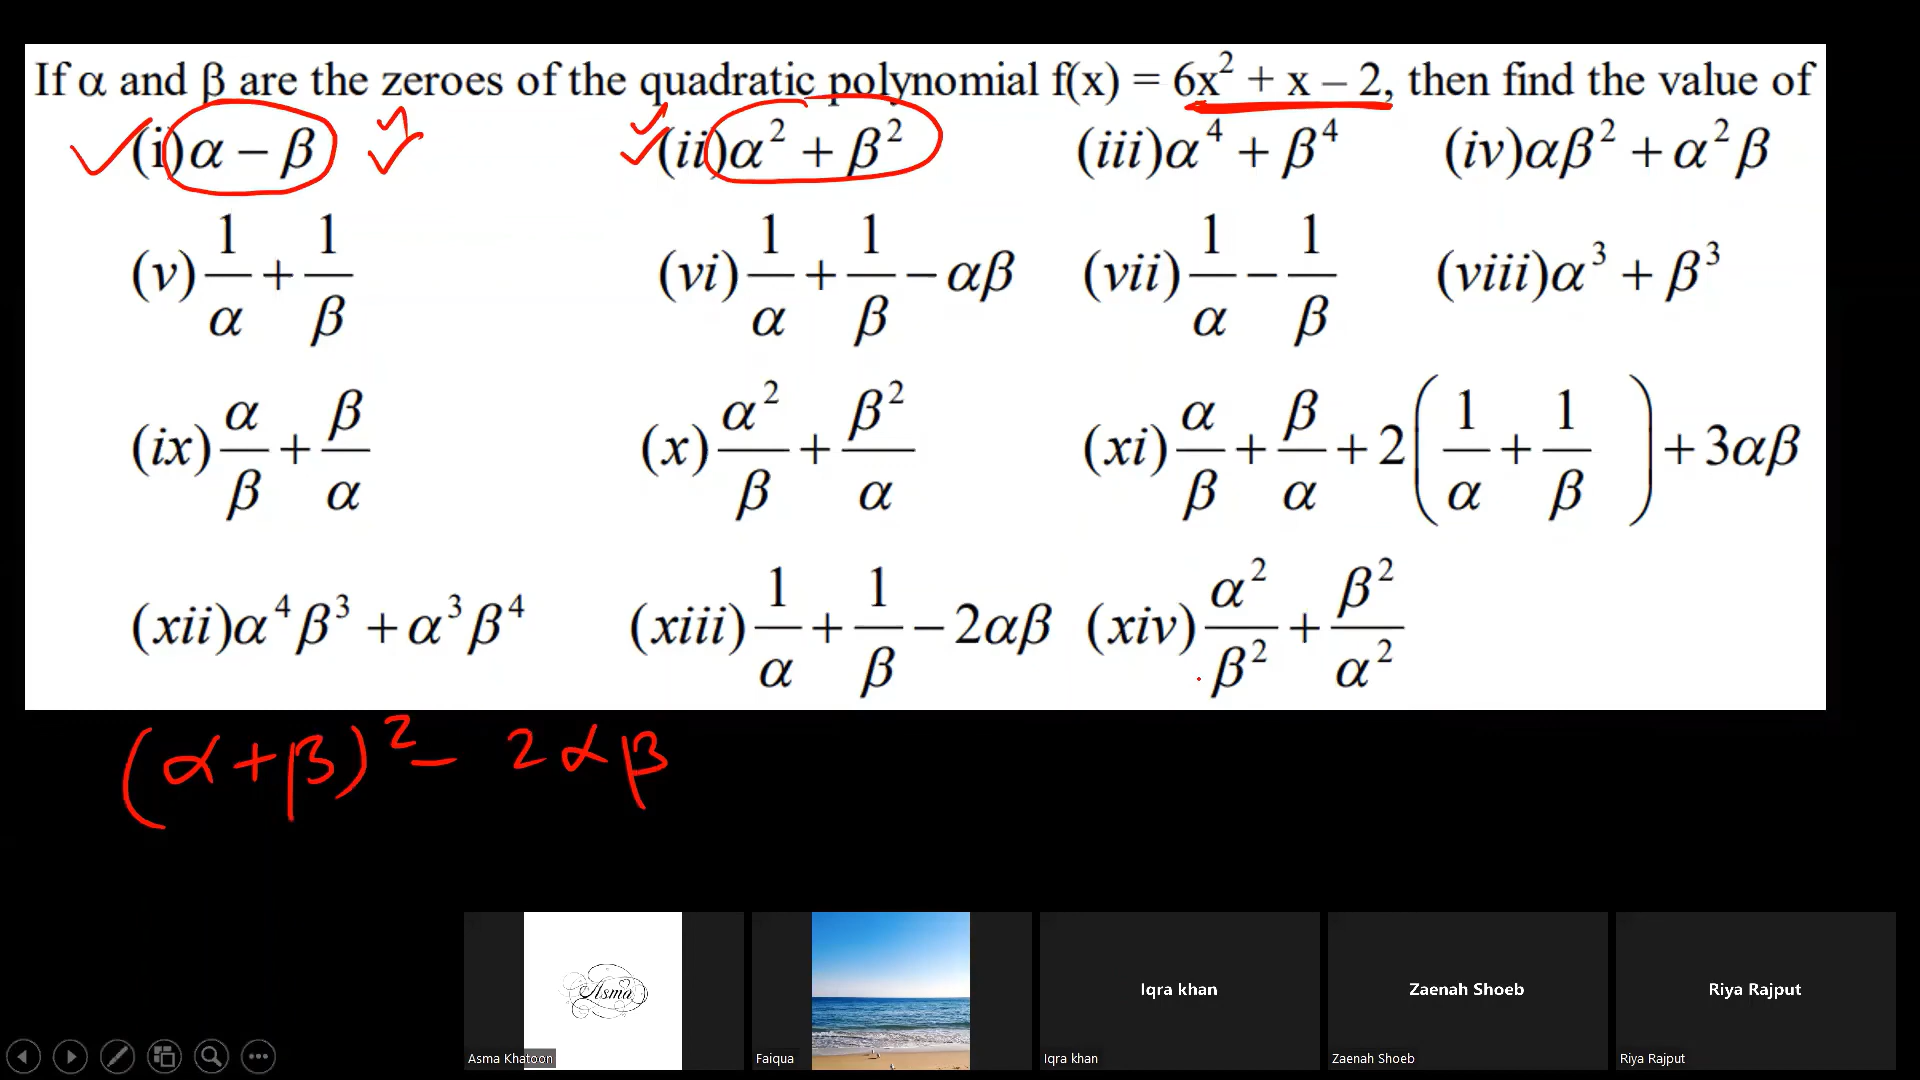 If α and β are the zeroes of the quadratic polynomial f(x) = 6x² + x – 2, then find the value of
(i)α − β (ii)α² + β² (iii)α⁴ + β⁴ (iv)αβ² + α²β
(v) 1/α + 1/β (vi) 1/α + 1/β − αβ (vii) 1/α − 1/β (viii)α³ + β³
(ix) α/β + β/α (x) α²/β + β²/α (xi) α/β + β/α + 2(1/α + 1/β) + 3αβ
(xii)α⁴β³ + α³β⁴ (xiii) 1/α + 1/β − 2αβ (xiv) α²/β² + β²/α²
(α+β)² − 2αβ
Asma
Iqra khan
Zaenah Shoeb
Riya Rajput
Asma Khatoon
Faiqua
Iqra khan
Zaenah Shoeb
Riya Rajput